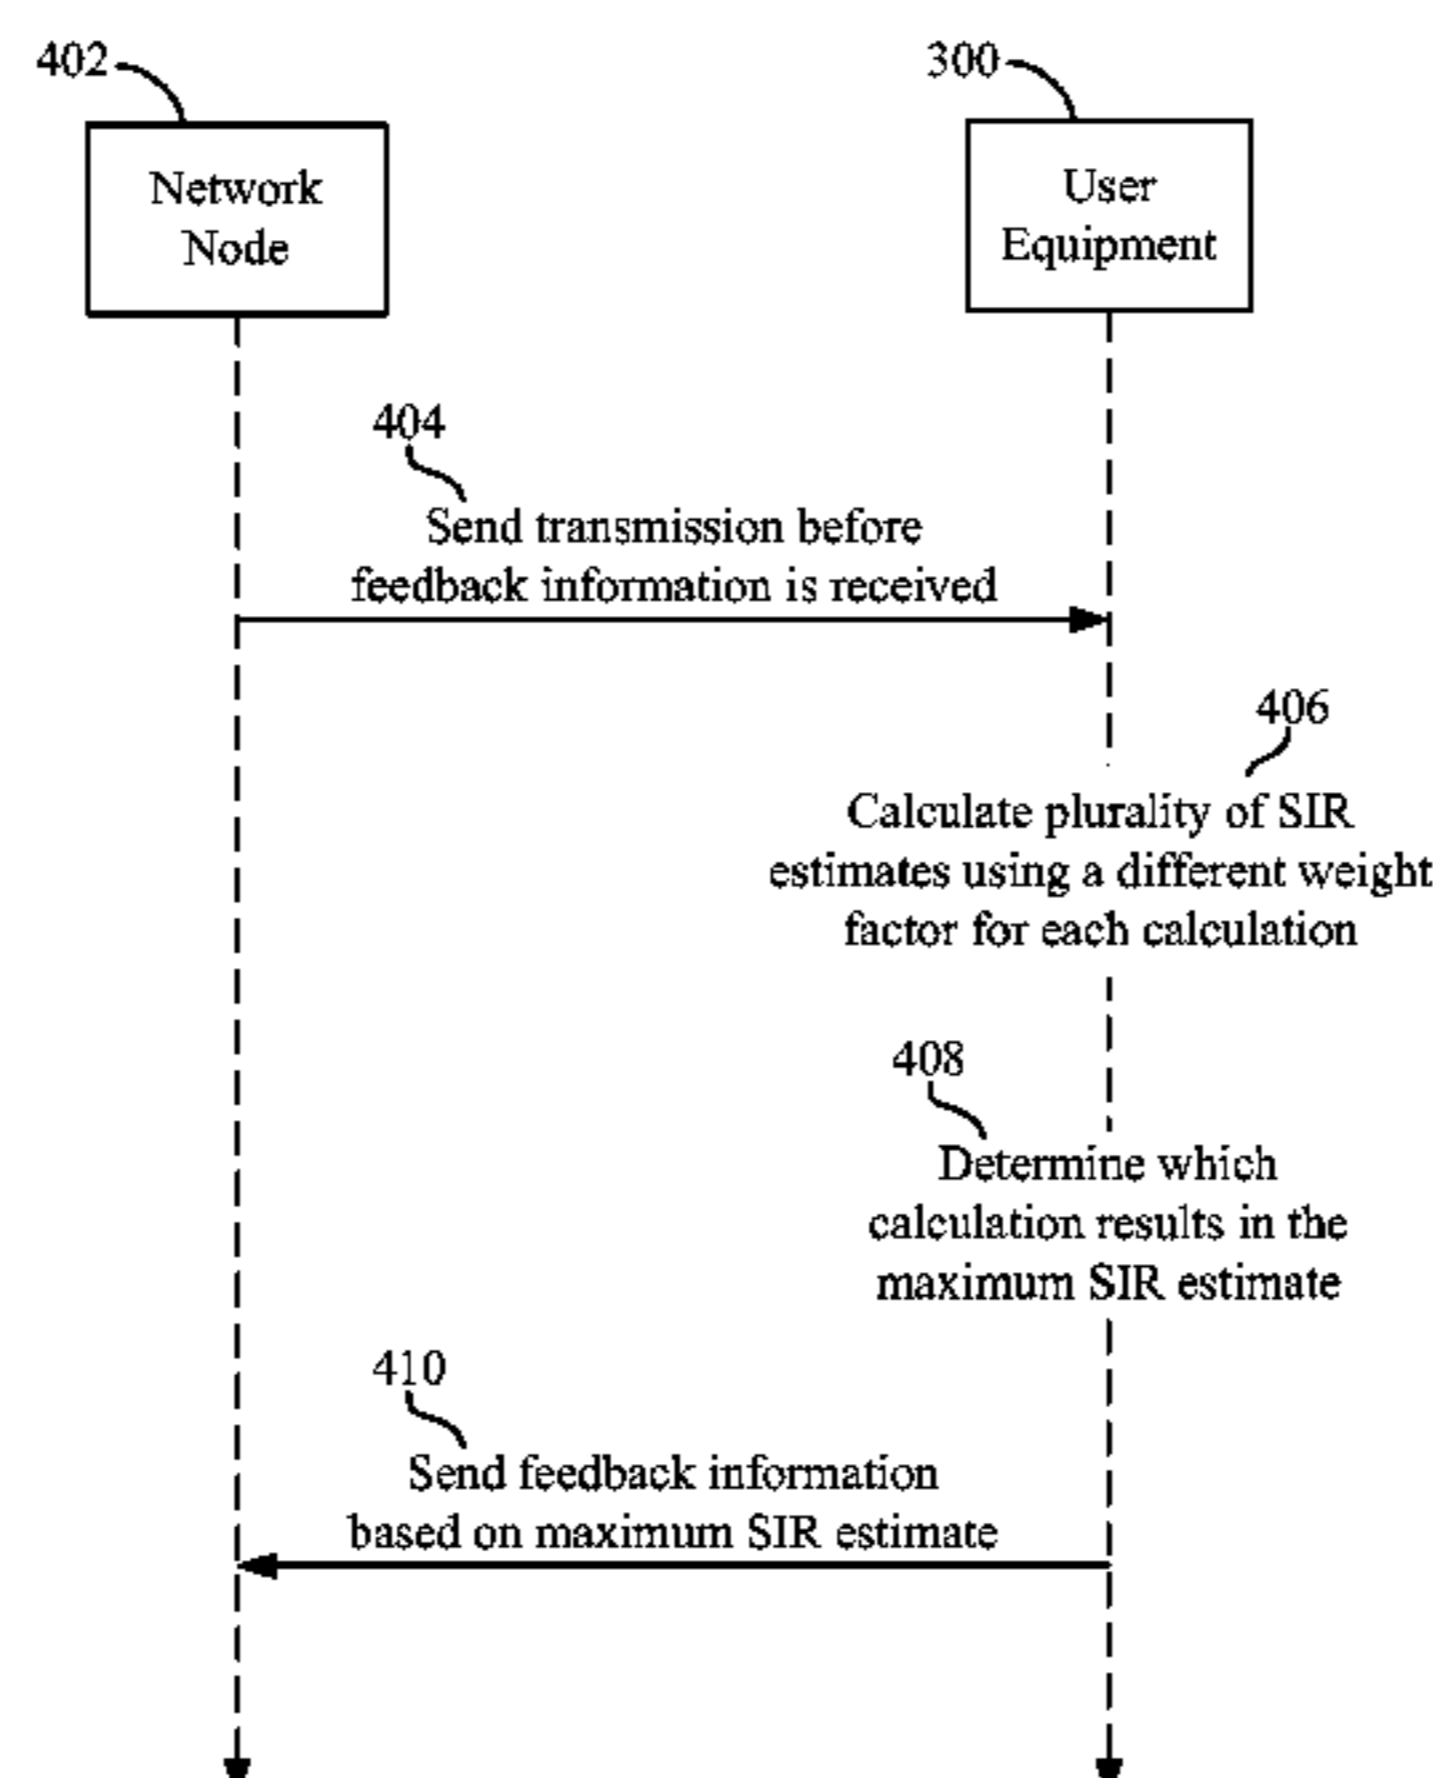 402
300
Network
Node
User
Equipment
404
Send transmission before
feedback information is received
406
Calculate plurality of SIR
estimates using a different weight
factor for each calculation
408
Determine which
calculation results in the
maximum SIR estimate
410
Send feedback information
based on maximum SIR estimate